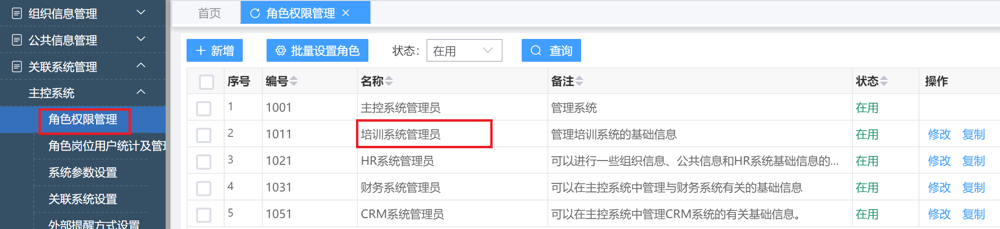 组织信息管理
公共信息管理
关联系统管理
主控系统
角色权限管理
角色岗位用户统计及管
系统参数设置
关联系统设置
外部提醒方式设置
首页 角色权限管理
新增 批量设置角色 状态: 在用 查询
序号 编号 名称 备注 状态 操作
1 1001 主控系统管理员 管理系统 在用
2 1011 培训系统管理员 管理培训系统的基础信息 在用 修改 复制
3 1021 HR系统管理员 可以进行一些组织信息、公共信息和HR系统基础信息的... 在用 修改 复制
4 1031 财务系统管理员 可以在主控系统中管理与财务系统有关的基础信息 在用 修改 复制
5 1051 CRM系统管理员 可以在主控系统中管理CRM系统的有关基础信息。 在用 修改 复制